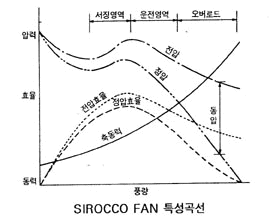 서징영역 운전영역 오버로드
압력
전압
정압
효율
전압효율
정압효율
동압
축동력
동력
풍량
SIROCCO FAN 특성곡선